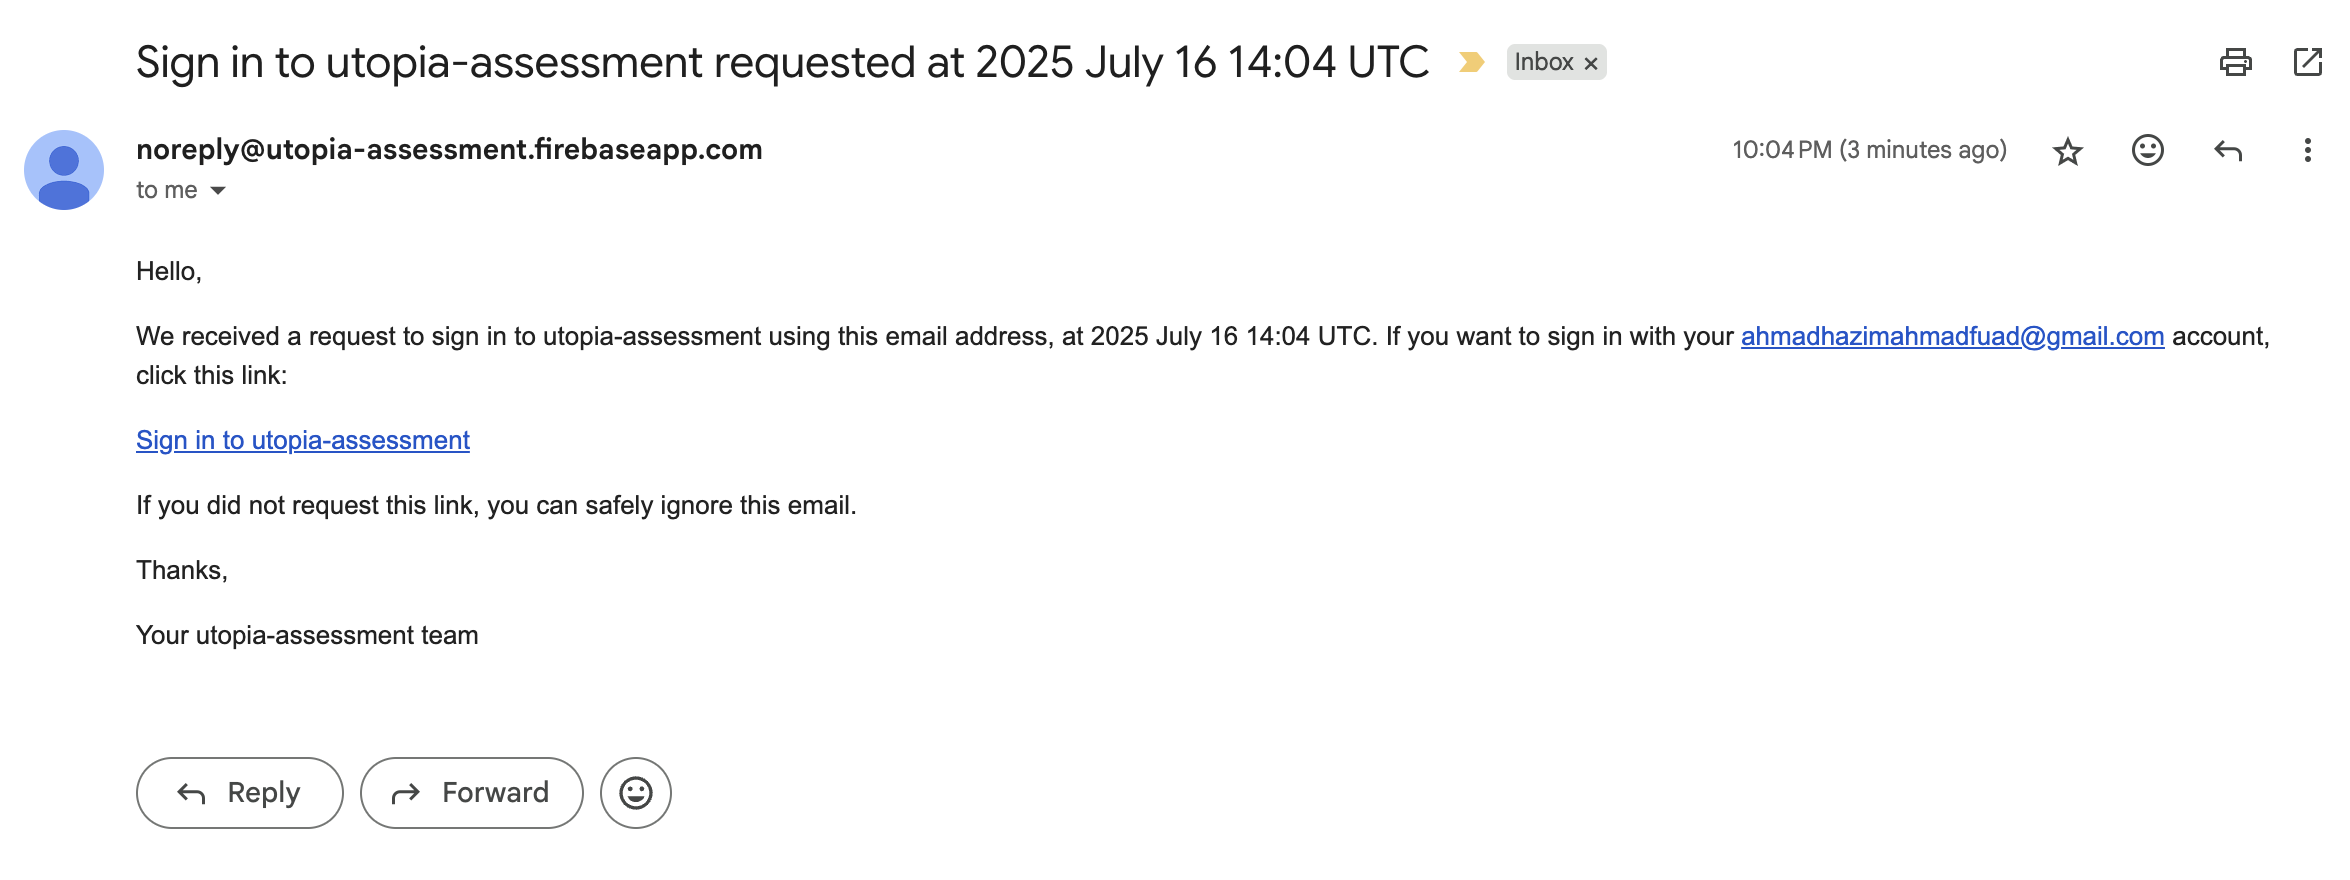 Sign in to utopia-assessment requested at 2025 July 16 14:04 UTC
Inbox ×
noreply@utopia-assessment.firebaseapp.com
10:04 PM (3 minutes ago)
to me
Hello,
We received a request to sign in to utopia-assessment using this email address, at 2025 July 16 14:04 UTC. If you want to sign in with your ahmadhazimahmadfuad@gmail.com account,
click this link:
Sign in to utopia-assessment
If you did not request this link, you can safely ignore this email.
Thanks,
Your utopia-assessment team
Reply
Forward